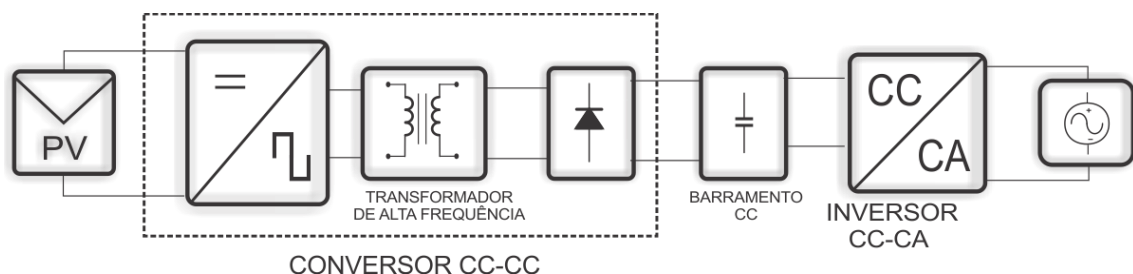 PV
TRANSFORMADOR
DE ALTA FREQUÊNCIA
BARRAMENTO
CC
CC
CA
INVERSOR
CC-CA
CONVERSOR CC-CC